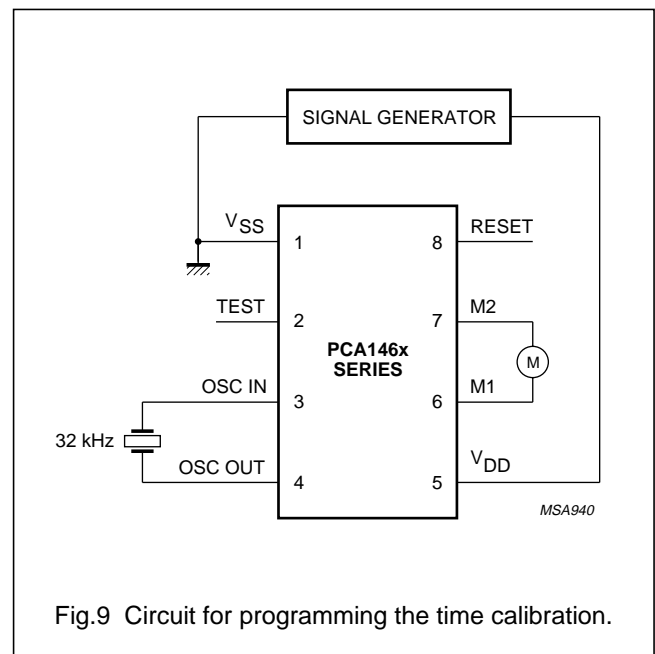 SIGNAL GENERATOR
VSS
1
8
RESET
TEST
2
7
M2
PCA146x
SERIES
M
OSC IN
3
6
M1
32 kHz
OSC OUT
4
5
VDD
MSA940
Fig.9 Circuit for programming the time calibration.